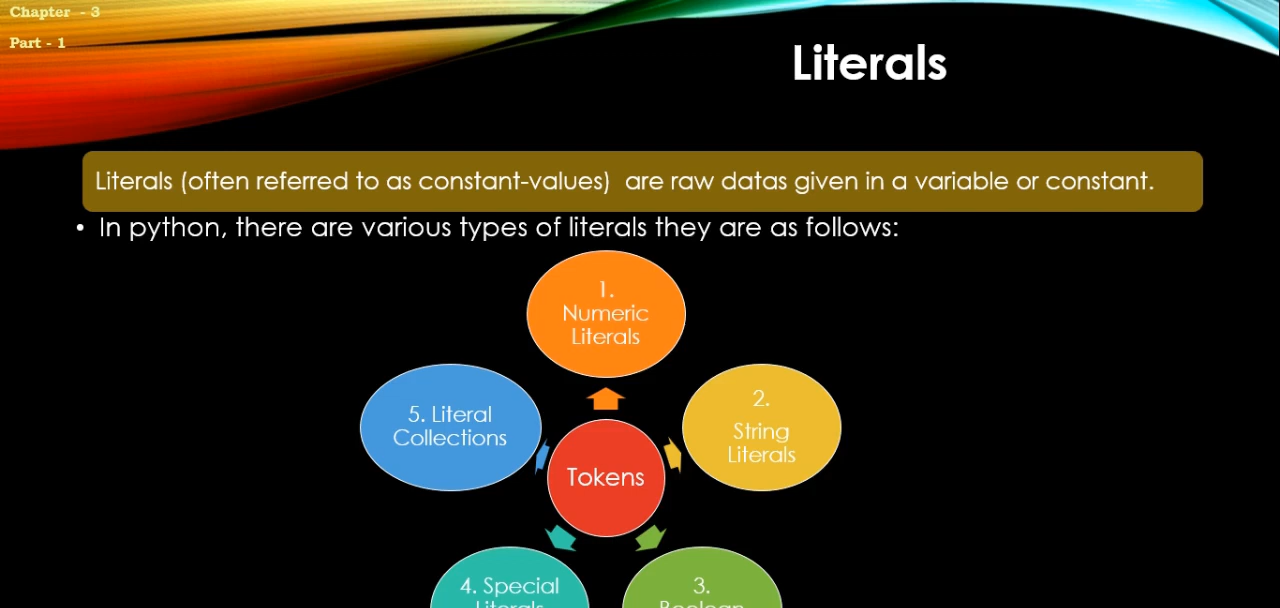 Chapter - 3
Part - 1
Literals
Literals (often referred to as constant-values) are raw datas given in a variable or constant.
• In python, there are various types of literals they are as follows:
1.
Numeric
Literals
2.
String
Literals
5. Literal
Collections
Tokens
4. Special
Literals
3.
Boolean